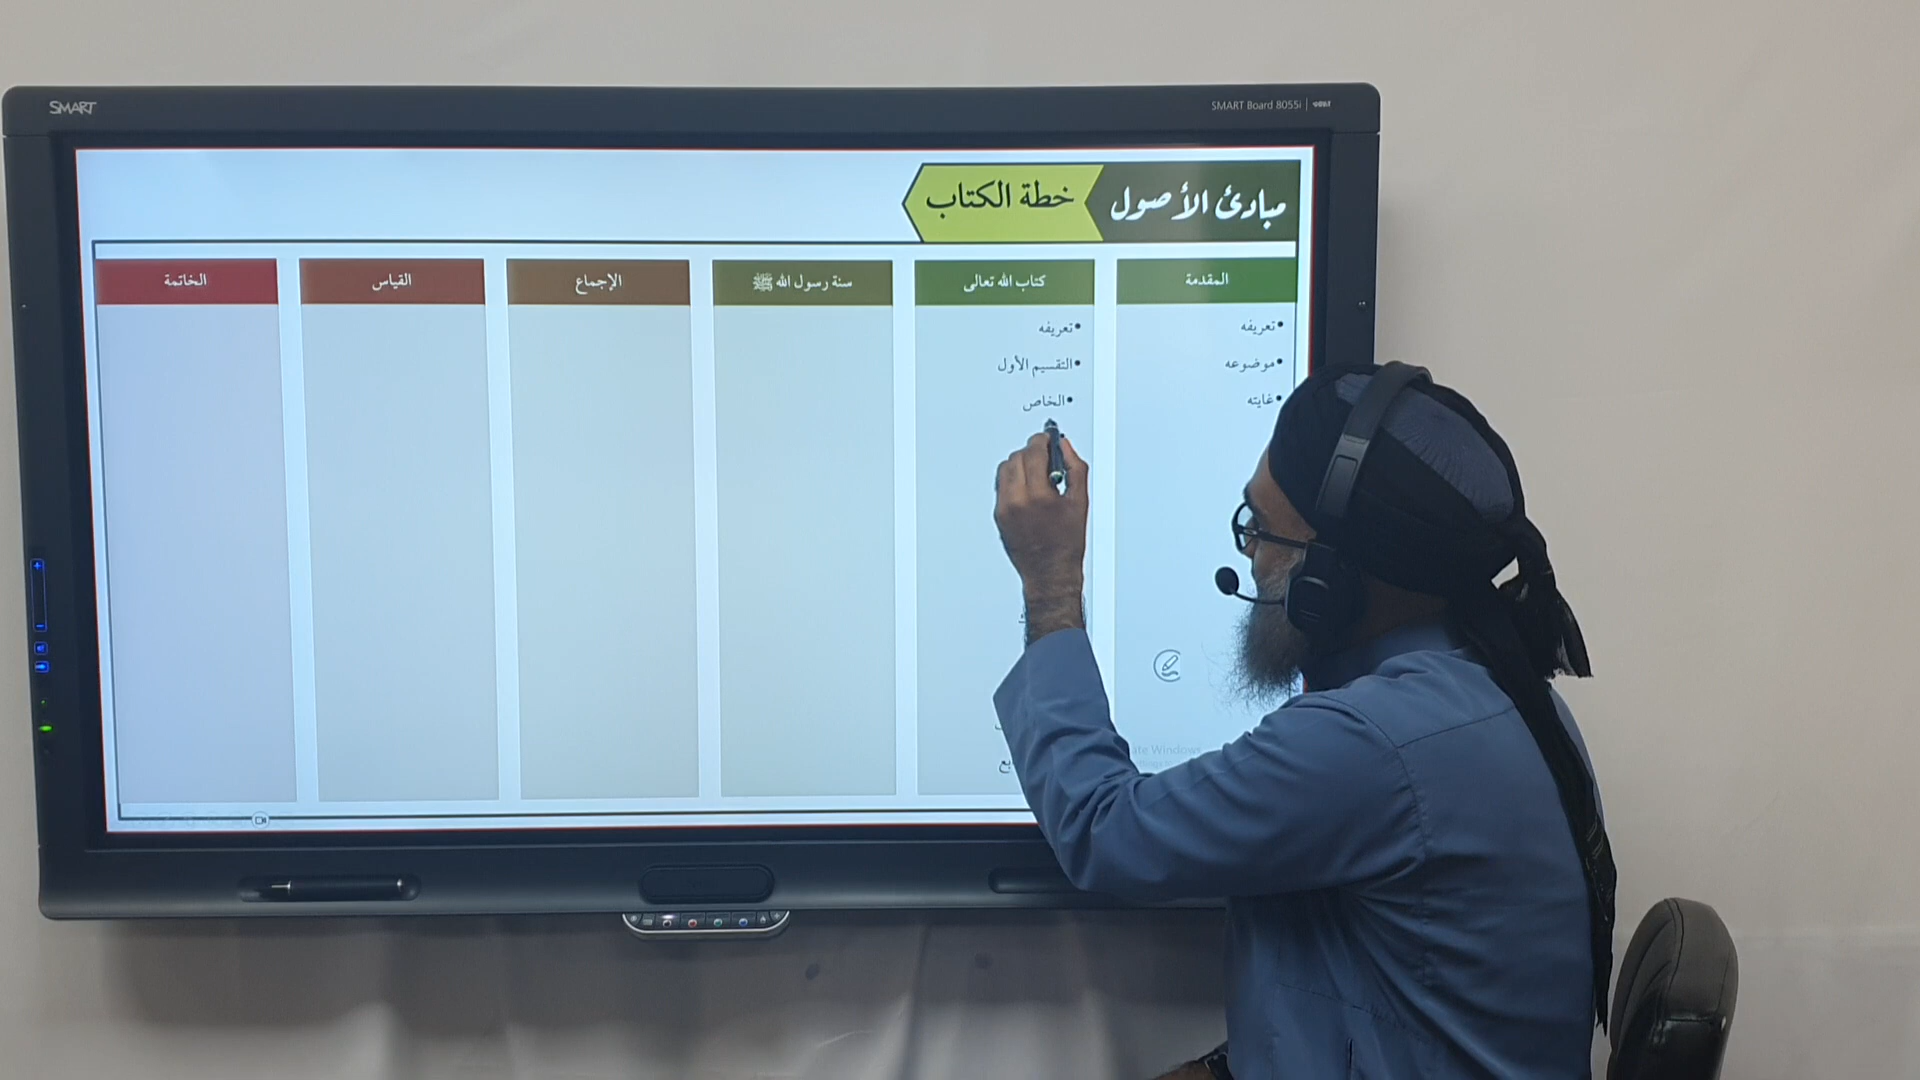 SMART
SMART Board 8055i
مبادئ الأصول
خطة الكتاب
المقدمة
كتاب الله تعالى
سنة رسول الله ﷺ
الإجماع
القياس
الخاتمة
•تعريفه
•موضوعه
•غايته
•تعريفه
•التقسيم الأول
•الخاص
Windows